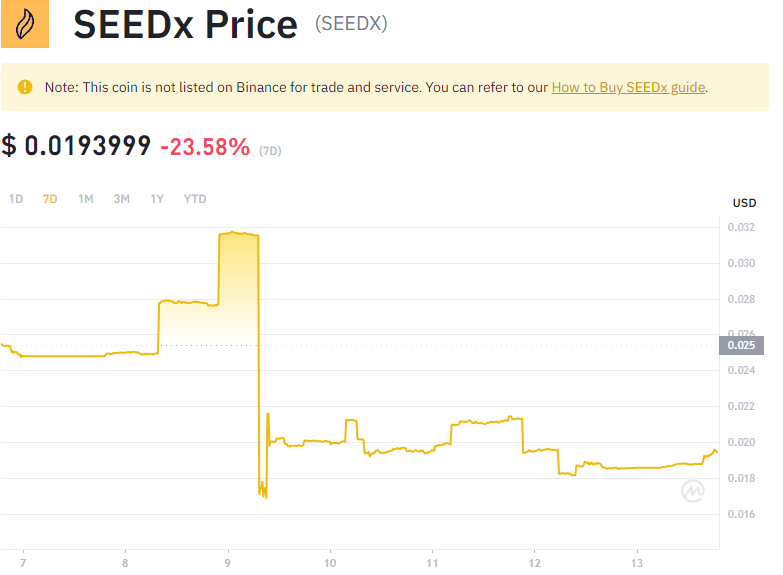 SEEDx Price (SEEDX)
Note: This coin is not listed on Binance for trade and service. You can refer to our How to Buy SEEDx guide.
$ 0.0193999 -23.58% (7D)
1D 7D 1M 3M 1Y YTD
USD
0.032
0.030
0.028
0.026
0.025
0.024
0.022
0.020
0.018
0.016
7 8 9 10 11 12 13